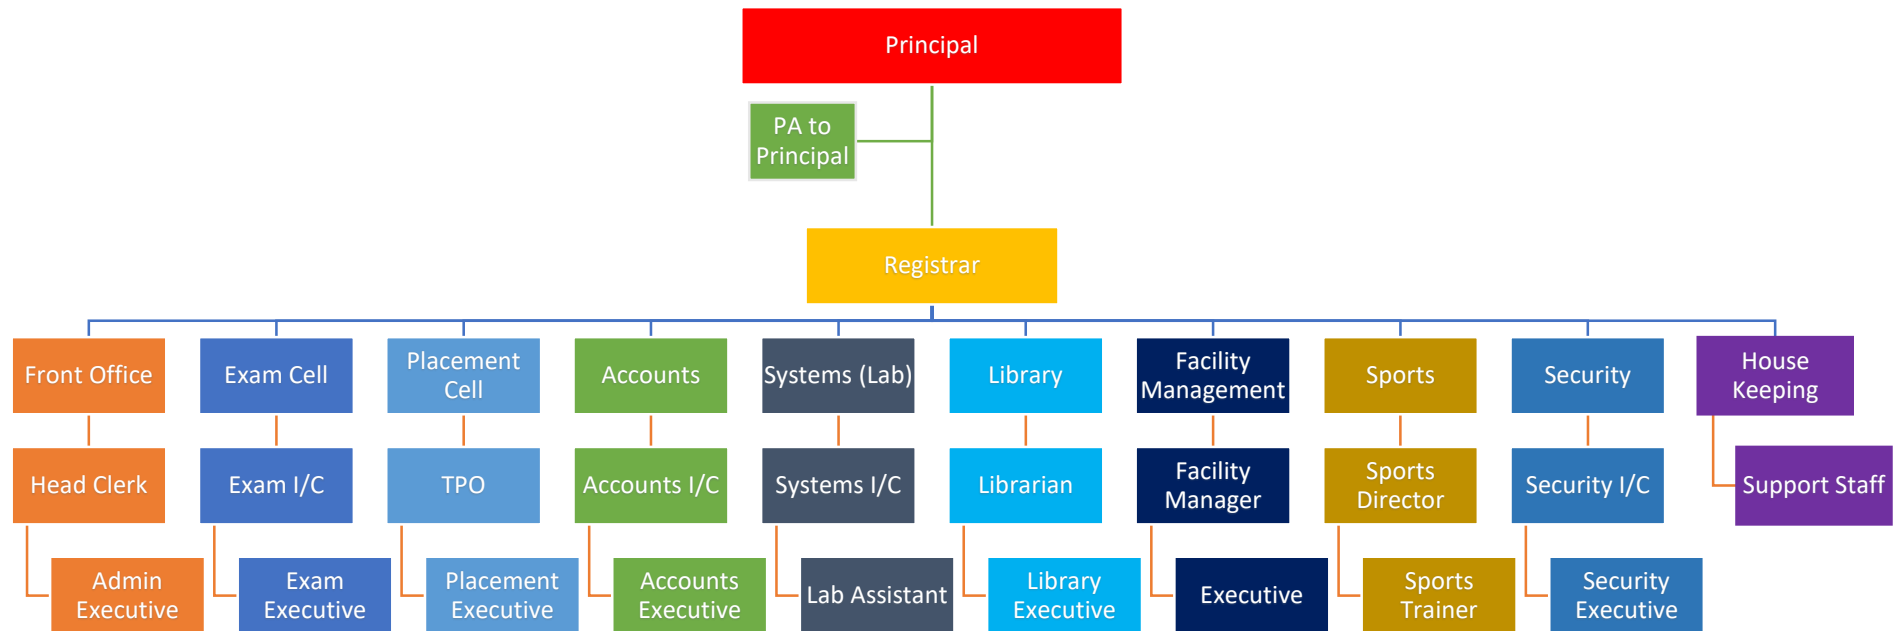 Principal
PA to
Principal
Registrar
Front Office
Exam Cell
Placement
Cell
Accounts
Systems (Lab)
Library
Facility
Management
Sports
Security
House
Keeping
Head Clerk
Exam I/C
TPO
Accounts I/C
Systems I/C
Librarian
Facility
Manager
Sports
Director
Security I/C
Support Staff
Admin
Executive
Exam
Executive
Placement
Executive
Accounts
Executive
Lab Assistant
Library
Executive
Executive
Sports
Trainer
Security
Executive